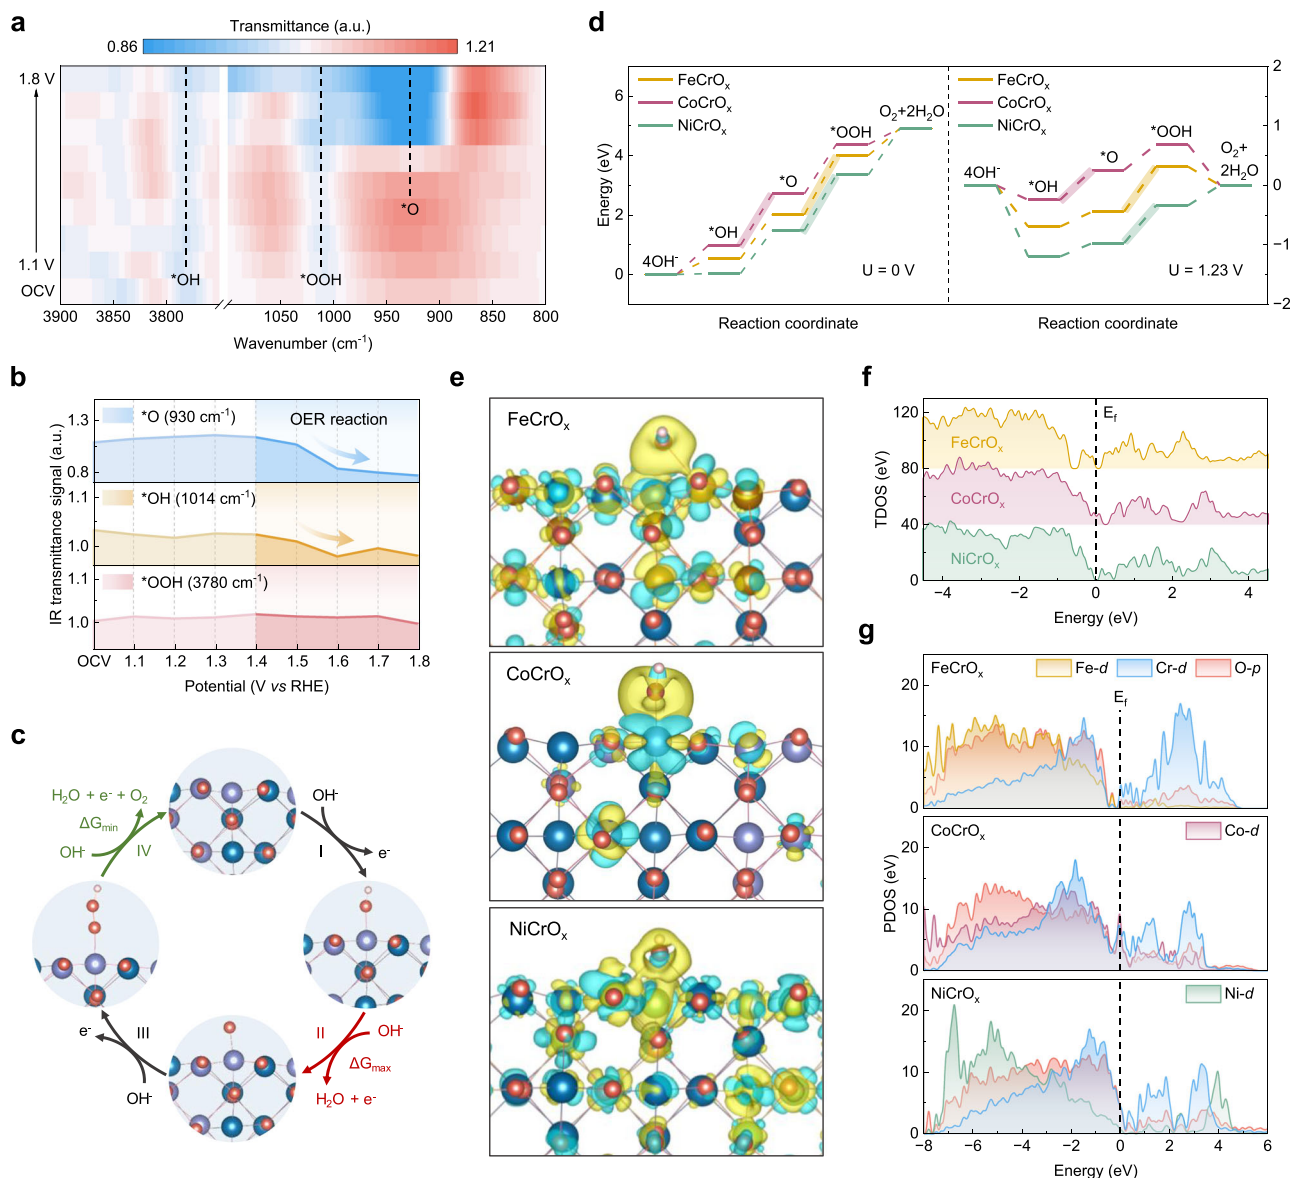 a
Transmittance (a.u.)
0.86
1.21
1.8 V
1.1 V
OCV
*OH
*OOH
*O
3900 3850 3800 1050 1000 950 900 850 800
Wavenumber (cm⁻¹)
b
*O (930 cm⁻¹)
OER reaction
*OH (1014 cm⁻¹)
*OOH (3780 cm⁻¹)
1.3
0.8
1.1
1.0
1.1
1.0
IR transmittance signal (a.u.)
OCV 1.1 1.2 1.3 1.4 1.5 1.6 1.7 1.8
Potential (V vs RHE)
c
H₂O + e⁻ + O₂
ΔGmin
OH⁻
IV
OH⁻
I
e⁻
e⁻
III
OH⁻
II
OH⁻
ΔGmax
H₂O + e⁻
d
FeCrOₓ
CoCrOₓ
NiCrOₓ
4OH⁻
*OH
*O
*OOH
O₂+2H₂O
U = 0 V
6
4
2
0
Energy (eV)
Reaction coordinate
FeCrOₓ
CoCrOₓ
NiCrOₓ
4OH⁻
*OH
*O
*OOH
O₂+
2H₂O
U = 1.23 V
2
1
0
−1
−2
Reaction coordinate
e
FeCrOₓ
CoCrOₓ
NiCrOₓ
f
Ef
FeCrOₓ
CoCrOₓ
NiCrOₓ
120
80
40
0
TDOS (eV)
−4 −2 0 2 4
Energy (eV)
g
FeCrOₓ
Fe-d Cr-d O-p
Ef
20
10
0
CoCrOₓ
Co-d
20
10
0
NiCrOₓ
Ni-d
20
10
0
PDOS (eV)
−8 −6 −4 −2 0 2 4 6
Energy (eV)